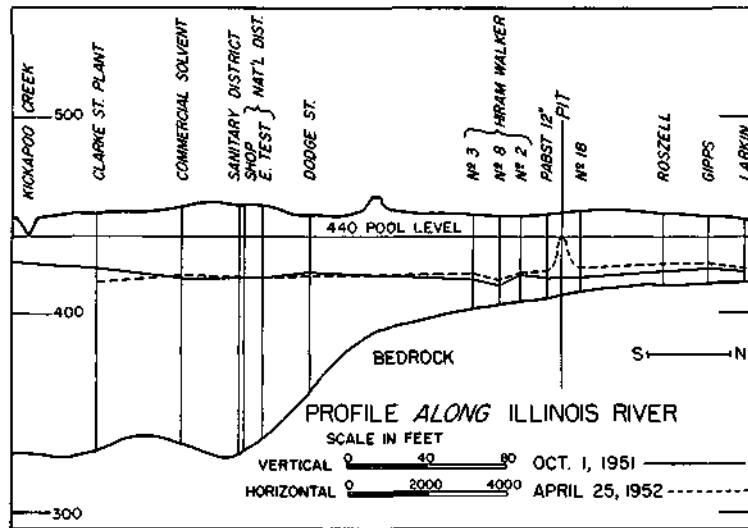 KICKAPOO CREEK
CLARKE ST. PLANT
COMMERCIAL SOLVENT
SANITARY DISTRICT
SHOP } NAT'L DIST.
E. TEST
DODGE ST.
Nº 3
Nº 8 } HIRAM WALKER
Nº 2
PABST 12"
PIT
Nº 18
ROSZELL
GIPPS
LARKIN
500
440 POOL LEVEL
400
BEDROCK
S N
PROFILE ALONG ILLINOIS RIVER
SCALE IN FEET
VERTICAL 0 40 80 OCT. 1, 1951
HORIZONTAL 0 2000 4000 APRIL 25, 1952
300